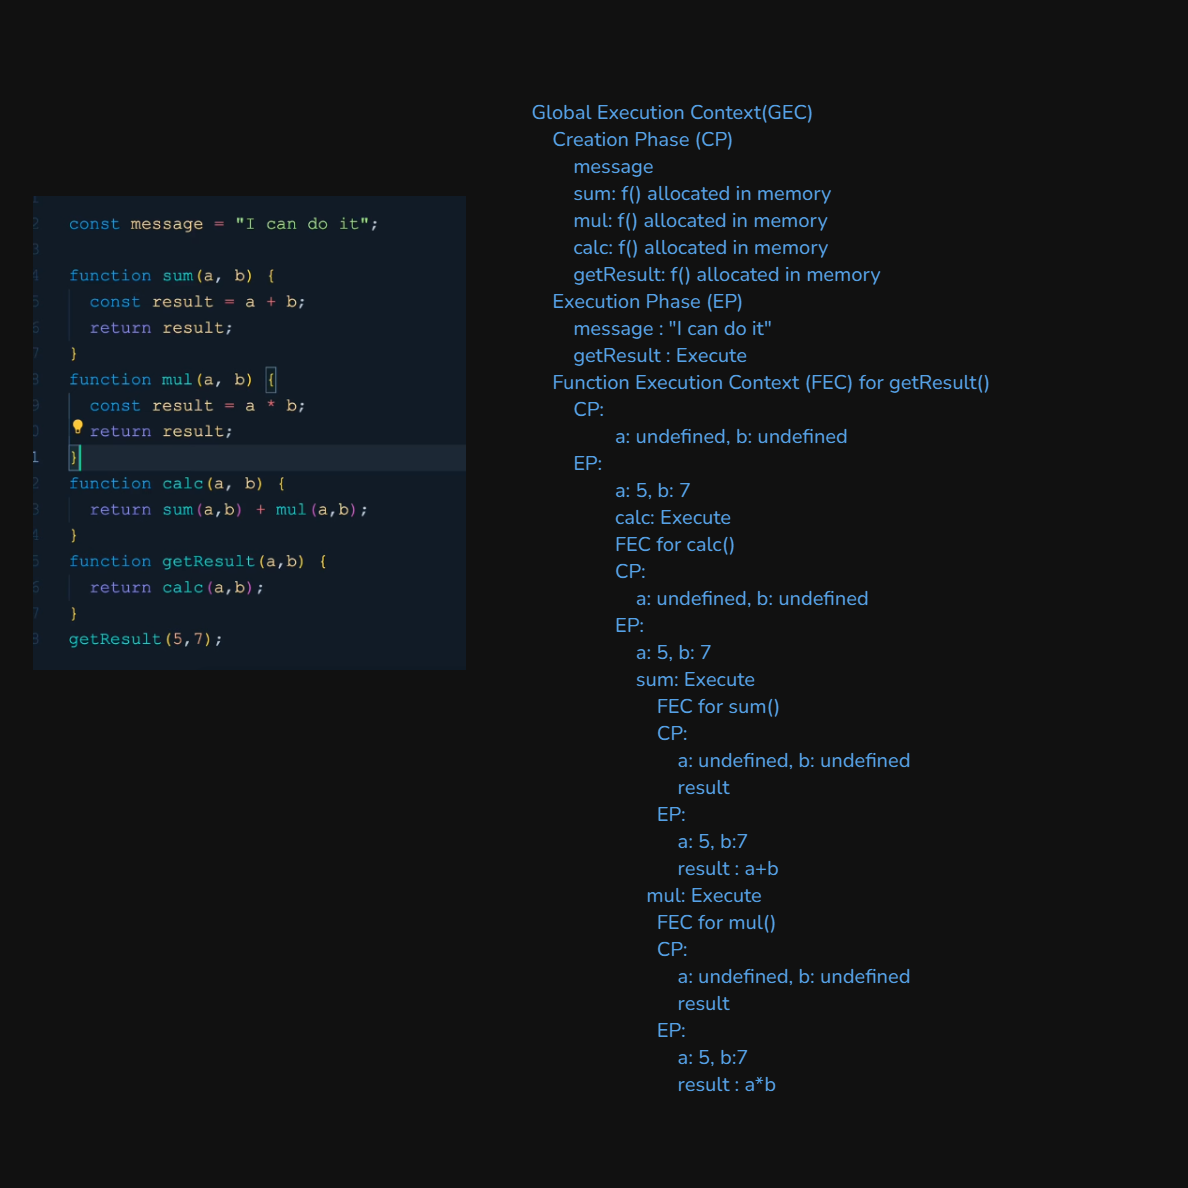 const message = "I can do it";
function sum(a, b) {
const result = a + b;
return result;
}
function mul(a, b) {
const result = a * b;
return result;
}
function calc(a, b) {
return sum(a,b) + mul(a,b);
}
function getResult(a,b) {
return calc(a,b);
}
getResult(5,7);
Global Execution Context(GEC)
Creation Phase (CP)
message
sum: f() allocated in memory
mul: f() allocated in memory
calc: f() allocated in memory
getResult: f() allocated in memory
Execution Phase (EP)
message : "I can do it"
getResult : Execute
Function Execution Context (FEC) for getResult()
CP:
a: undefined, b: undefined
EP:
a: 5, b: 7
calc: Execute
FEC for calc()
CP:
a: undefined, b: undefined
EP:
a: 5, b: 7
sum: Execute
FEC for sum()
CP:
a: undefined, b: undefined
result
EP:
a: 5, b:7
result : a+b
mul: Execute
FEC for mul()
CP:
a: undefined, b: undefined
result
EP:
a: 5, b:7
result : a*b